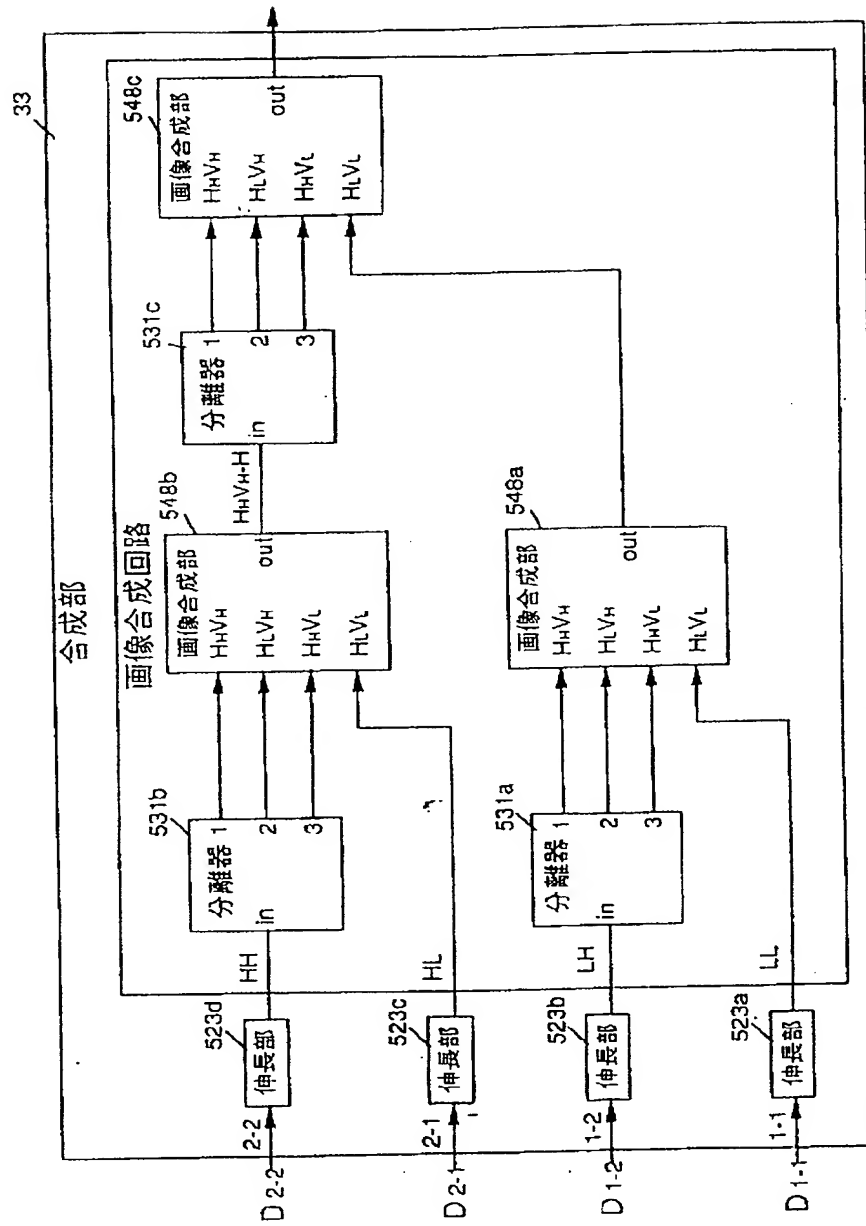 33
合成部
画像合成回路
548c
画像合成部
HHVH
HLVH
HHVL
HLVL
out
531c
分離器
in
1
2
3
HHVH-H
548b
画像合成部
HHVH
HLVH
HHVL
HLVL
out
548a
画像合成部
HHVH
HLVH
HHVL
HLVL
out
531b
分離器
in
1
2
3
531a
分離器
in
1
2
3
HH
HL
LH
LL
523d
伸長部
523c
伸長部
523b
伸長部
523a
伸長部
2-2
2-1
1-2
1-1
D2-2
D2-1
D1-2
D1-1